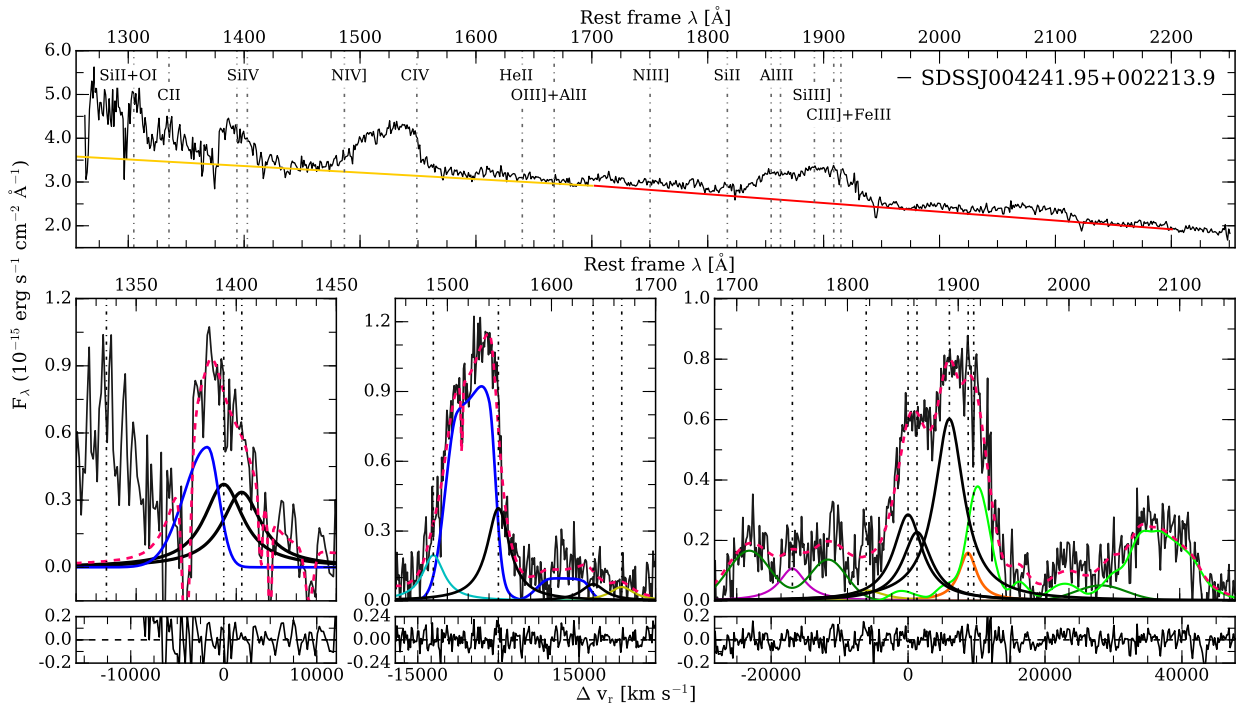 Rest frame λ [Å]
1300 1400 1500 1600 1700 1800 1900 2000 2100 2200
6.0
5.0
4.0
3.0
2.0
SiII+OI
CII
SiIV
NIV]
CIV
HeII
OIII]+AlII
NIII]
SiII
AlIII
SiIII]
CIII]+FeIII
− SDSSJ004241.95+002213.9
Rest frame λ [Å]
1350 1400 1450
1500 1600 1700
1700 1800 1900 2000 2100
Fλ (10⁻¹⁵ erg s⁻¹ cm⁻² Å⁻¹)
1.2
0.9
0.6
0.3
0.0
1.2
0.9
0.6
0.3
0.0
1.0
0.8
0.6
0.4
0.2
0.0
0.2
0.0
-0.2
0.24
0.00
-0.24
0.2
0.0
-0.2
-10000 0 10000
-15000 0 15000
-20000 0 20000 40000
Δ vᵣ [km s⁻¹]